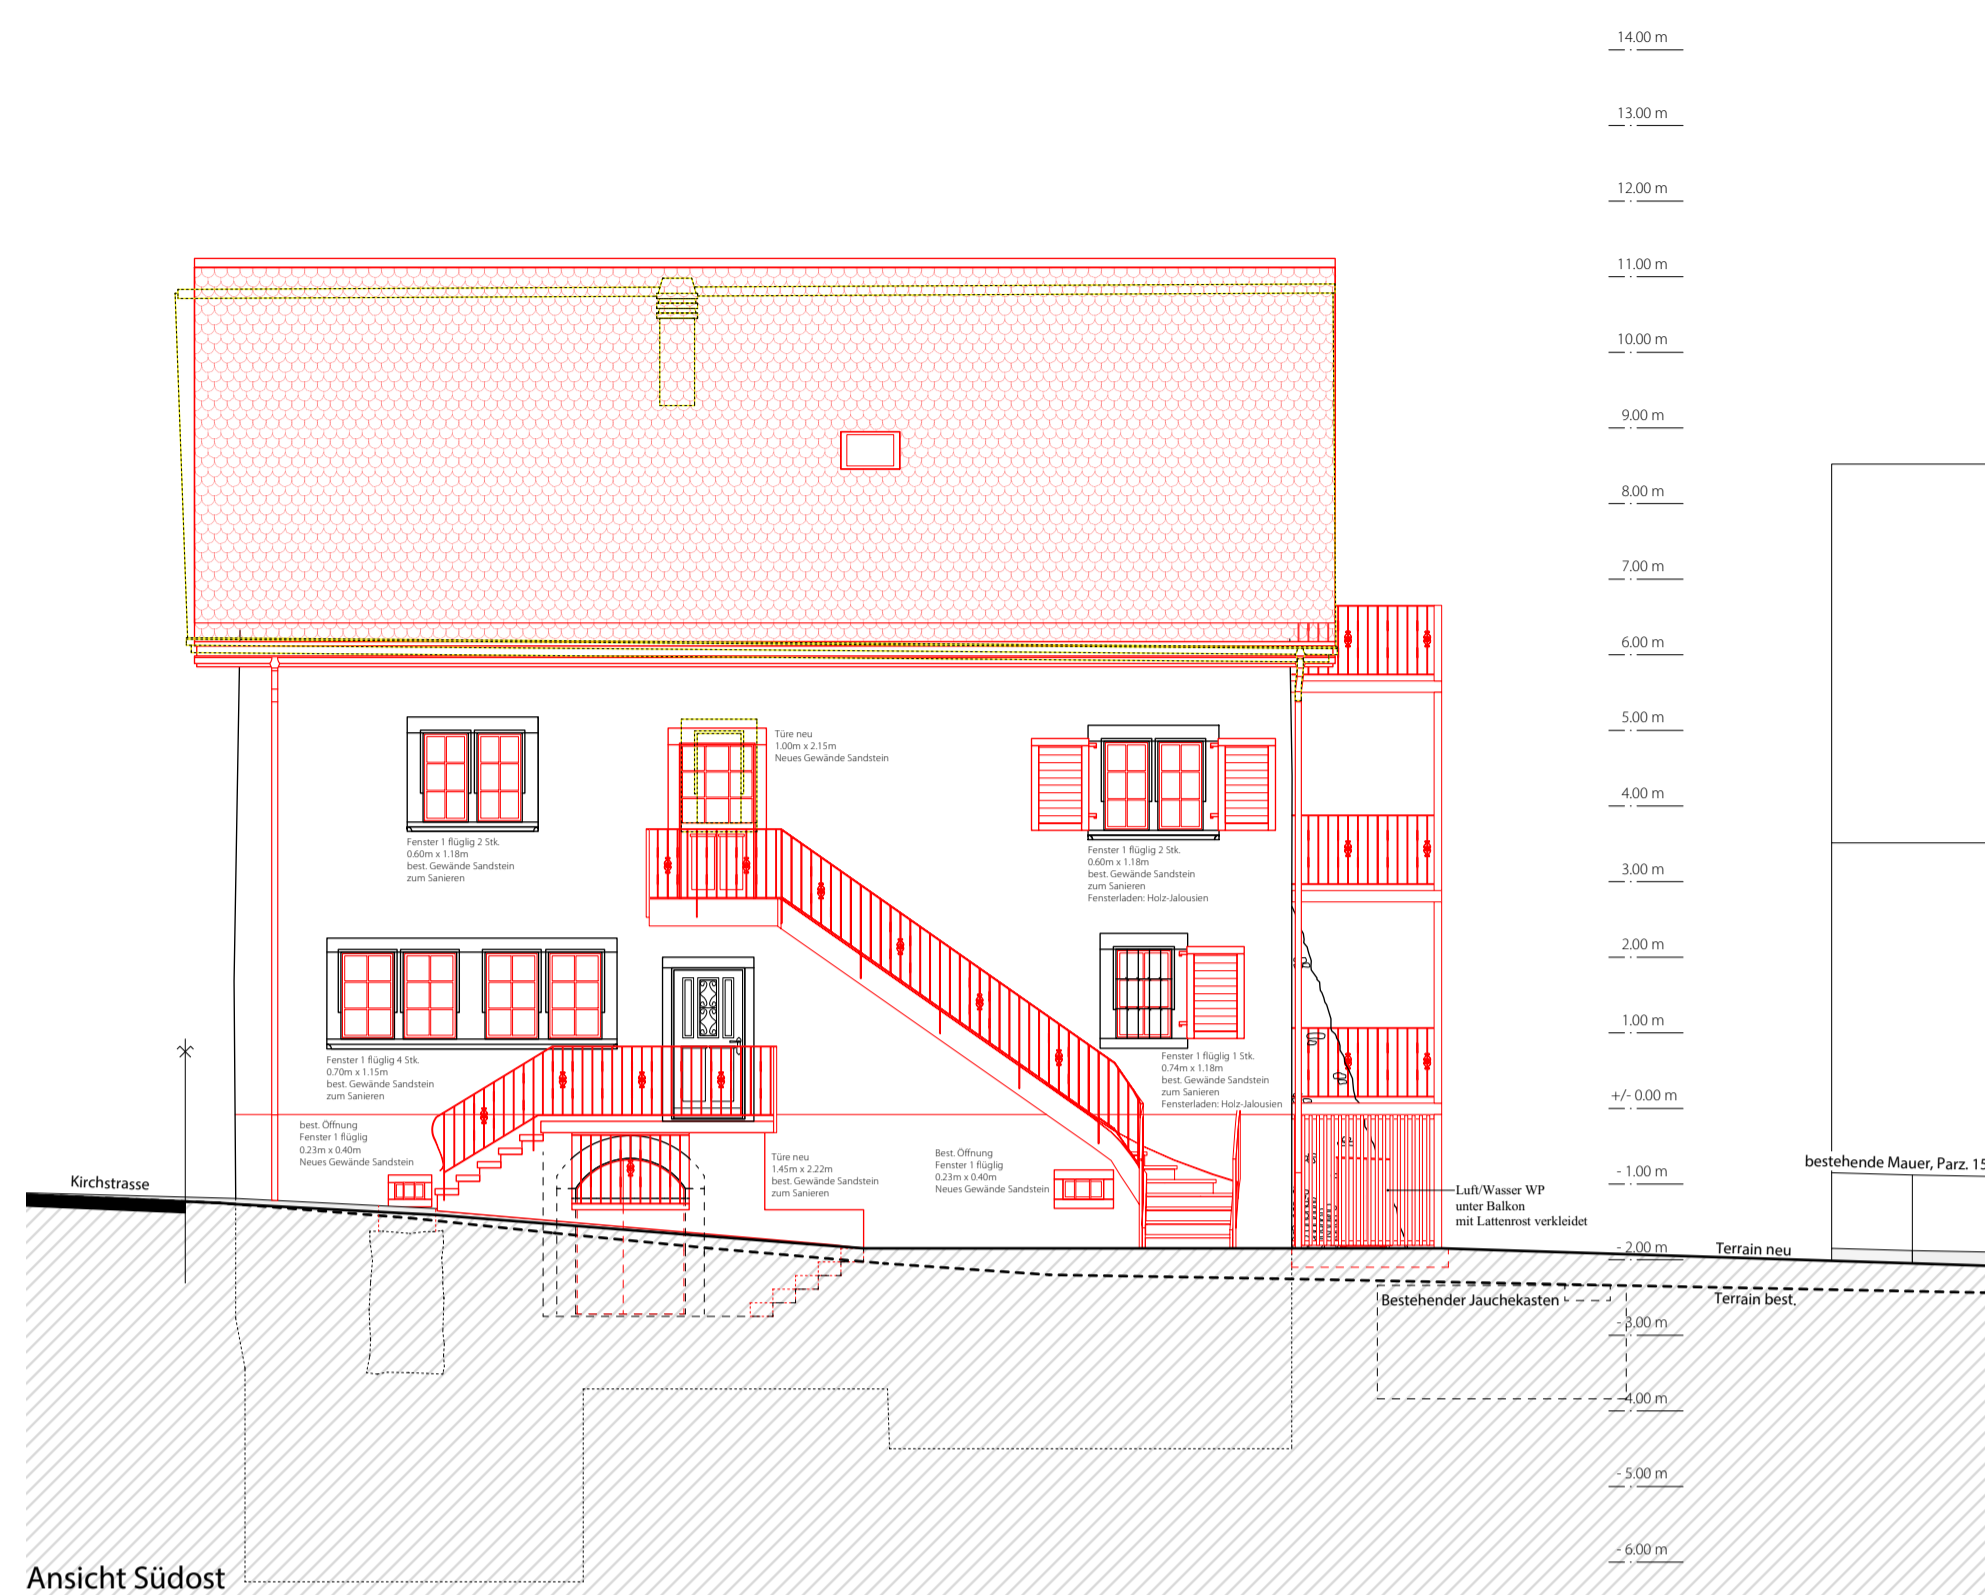 14.00 m
13.00 m
12.00 m
11.00 m
10.00 m
9.00 m
8.00 m
7.00 m
6.00 m
5.00 m
4.00 m
3.00 m
2.00 m
1.00 m
+/- 0.00 m
- 1.00 m
- 2.00 m
- 3.00 m
- 4.00 m
- 5.00 m
- 6.00 m
Türe neu
1.00m x 2.15m
Neues Gewände Sandstein
Fenster 1 flüglig 2 Stk.
0.60m x 1.18m
best. Gewände Sandstein
zum Sanieren
Fenster 1 flüglig 2 Stk.
0.60m x 1.18m
best. Gewände Sandstein
zum Sanieren
Fensterladen: Holz-Jalousien
Fenster 1 flüglig 4 Stk.
0.70m x 1.15m
best. Gewände Sandstein
zum Sanieren
Fenster 1 flüglig 1 Stk.
0.74m x 1.18m
best. Gewände Sandstein
zum Sanieren
Fensterladen: Holz-Jalousien
best. Öffnung
Fenster 1 flüglig
0.23m x 0.40m
Neues Gewände Sandstein
Türe neu
1.45m x 2.22m
best. Gewände Sandstein
zum Sanieren
Best. Öffnung
Fenster 1 flüglig
0.23m x 0.40m
Neues Gewände Sandstein
Kirchstrasse
Luft/Wasser WP
unter Balkon
mit Lattenrost verkleidet
bestehende Mauer, Parz. 15
Terrain neu
Bestehender Jauchekasten
Terrain best.
Ansicht Südost